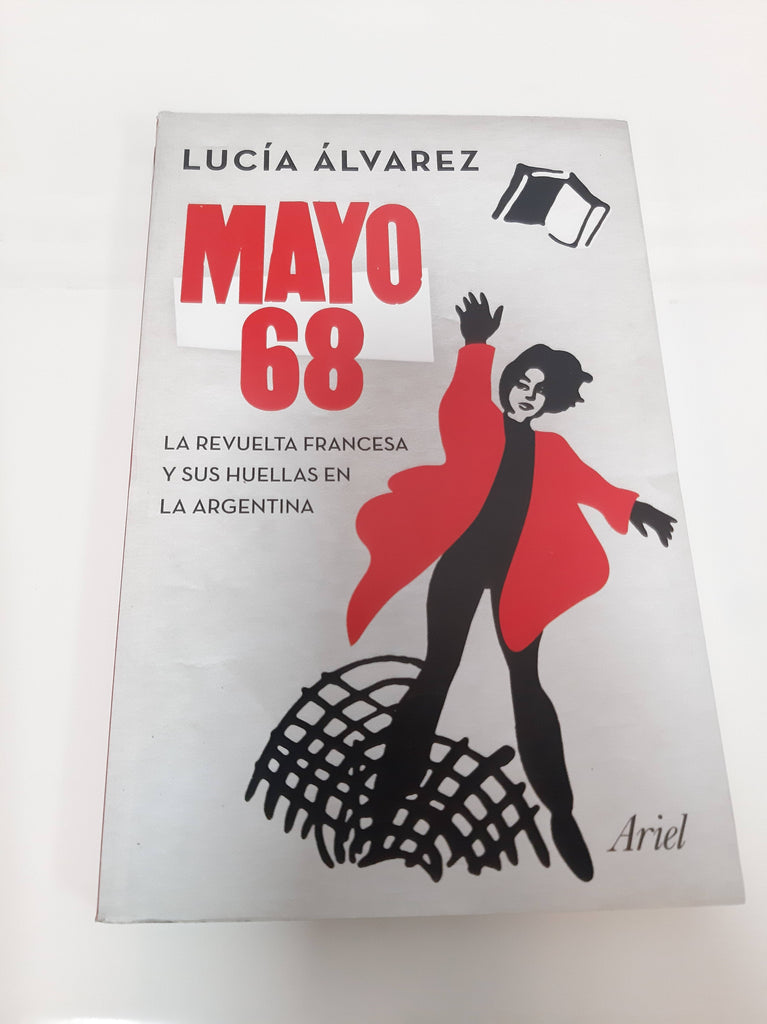 LUCÍA ÁLVAREZ
MAYO
68
LA REVUELTA FRANCESA
Y SUS HUELLAS EN
LA ARGENTINA
Ariel